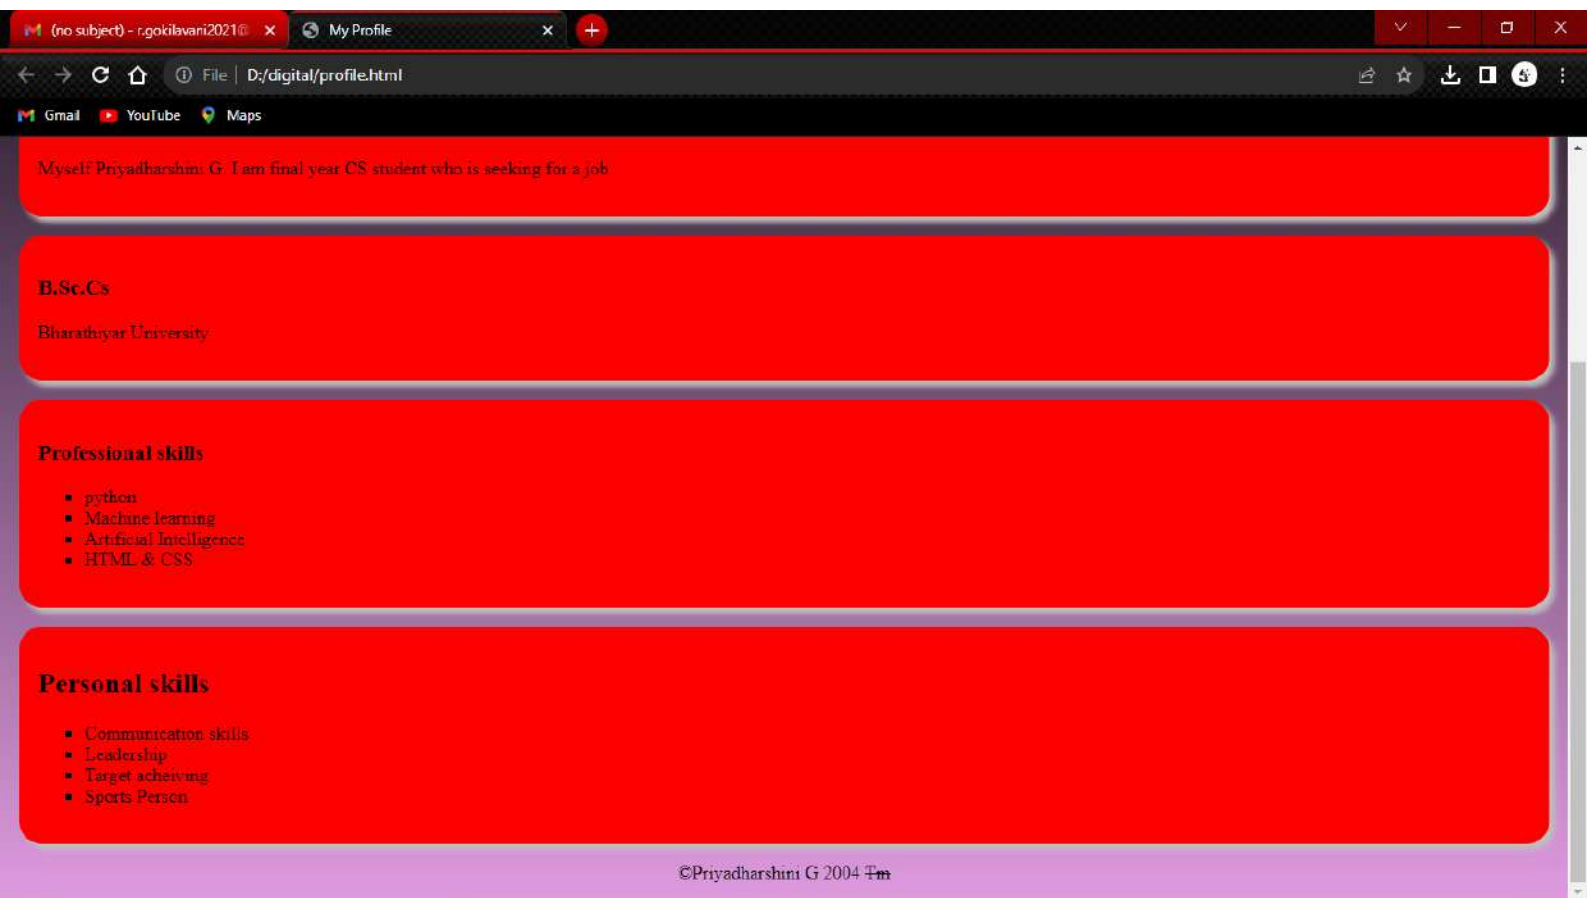 (no subject) - r.gokilavani2021@
My Profile
File | D:/digital/profile.html
Gmail YouTube Maps
Myself Priyadharshini G. I am final year CS student who is seeking for a job
B.Sc.Cs
Bharathiyar University
Professional skills
python
Machine learning
Artificial Intelligence
HTML & CSS
Personal skills
Communication skills
Leadership
Target acheiving
Sports Person
©Priyadharshini G 2004 Tm